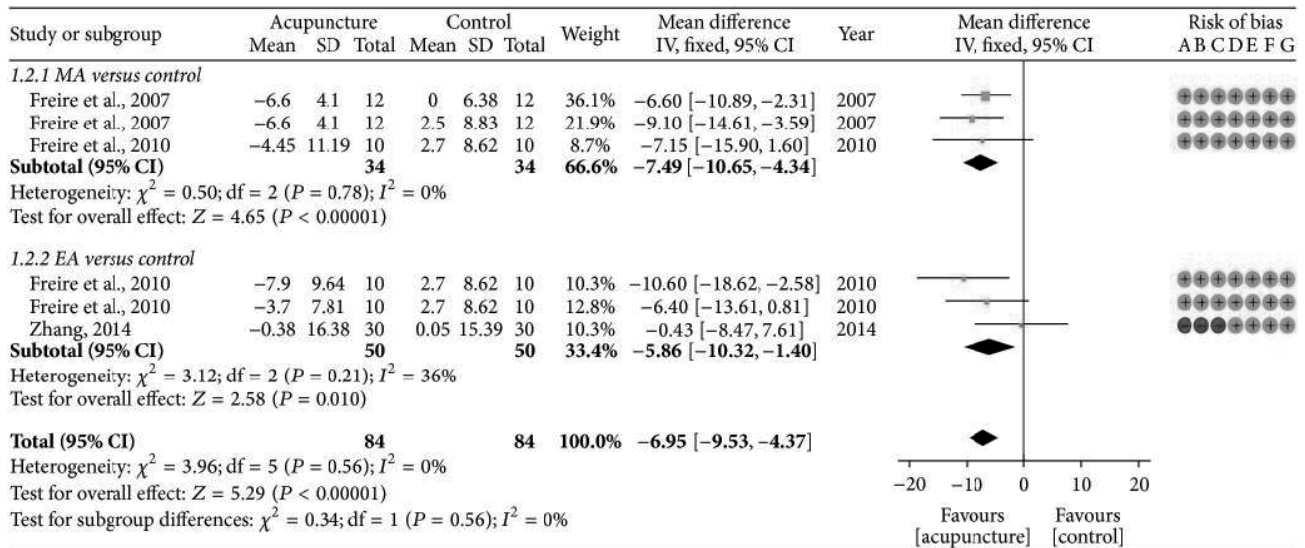 Study or subgroup Acupuncture Control Weight Mean difference Year Mean difference Risk of bias
Mean SD Total Mean SD Total IV, fixed, 95% CI IV, fixed, 95% CI A B C D E F G
1.2.1 MA versus control
Freire et al., 2007 −6.6 4.1 12 0 6.38 12 36.1% −6.60 [−10.89, −2.31] 2007 + + + + + + +
Freire et al., 2007 −6.6 4.1 12 2.5 8.83 12 21.9% −9.10 [−14.61, −3.59] 2007 + + + + + + +
Freire et al., 2010 −4.45 11.19 10 2.7 8.62 10 8.7% −7.15 [−15.90, 1.60] 2010 + + + + + + +
Subtotal (95% CI) 34 34 66.6% −7.49 [−10.65, −4.34]
Heterogeneity: χ² = 0.50; df = 2 (P = 0.78); I² = 0%
Test for overall effect: Z = 4.65 (P < 0.00001)
1.2.2 EA versus control
Freire et al., 2010 −7.9 9.64 10 2.7 8.62 10 10.3% −10.60 [−18.62, −2.58] 2010 + + + + + + +
Freire et al., 2010 −3.7 7.81 10 2.7 8.62 10 12.8% −6.40 [−13.61, 0.81] 2010 + + + + + + +
Zhang, 2014 −0.38 16.38 30 0.05 15.39 30 10.3% −0.43 [−8.47, 7.61] 2014 − − − + + + +
Subtotal (95% CI) 50 50 33.4% −5.86 [−10.32, −1.40]
Heterogeneity: χ² = 3.12; df = 2 (P = 0.21); I² = 36%
Test for overall effect: Z = 2.58 (P = 0.010)
Total (95% CI) 84 84 100.0% −6.95 [−9.53, −4.37]
Heterogeneity: χ² = 3.96; df = 5 (P = 0.56); I² = 0%
Test for overall effect: Z = 5.29 (P < 0.00001)
Test for subgroup differences: χ² = 0.34; df = 1 (P = 0.56); I² = 0%
−20 −10 0 10 20
Favours Favours
[acupuncture] [control]